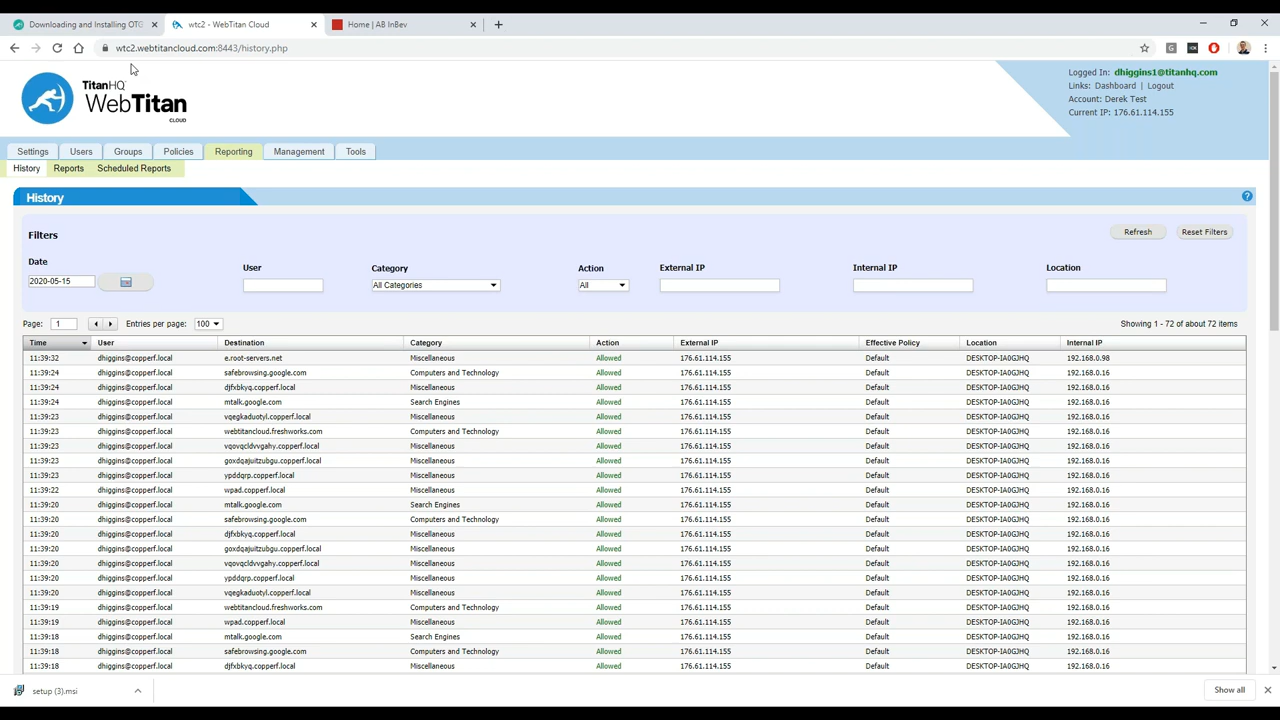 Downloading and Installing OTG
wtc2 - WebTitan Cloud
Home | AB InBev
wtc2.webtitancloud.com:8443/history.php
TitanHQ
WebTitan
CLOUD
Logged In: dhiggins1@titanhq.com
Links: Dashboard | Logout
Account: Derek Test
Current IP: 176.61.114.155
Settings Users Groups Policies Reporting Management Tools
History Reports Scheduled Reports
History
Filters Refresh Reset Filters
Date User Category Action External IP Internal IP Location
2020-05-15 All Categories All
Page: 1 Entries per page: 100 Showing 1 - 72 of about 72 items
Time User Destination Category Action External IP Effective Policy Location Internal IP
11:39:32 dhiggins@copperf.local e.root-servers.net Miscellaneous Allowed 176.61.114.155 Default DESKTOP-IA0GJHQ 192.168.0.98
11:39:24 dhiggins@copperf.local safebrowsing.google.com Computers and Technology Allowed 176.61.114.155 Default DESKTOP-IA0GJHQ 192.168.0.16
11:39:24 dhiggins@copperf.local djfxbkyq.copperf.local Miscellaneous Allowed 176.61.114.155 Default DESKTOP-IA0GJHQ 192.168.0.16
11:39:24 dhiggins@copperf.local mtalk.google.com Search Engines Allowed 176.61.114.155 Default DESKTOP-IA0GJHQ 192.168.0.16
11:39:23 dhiggins@copperf.local vqegkaduotyl.copperf.local Miscellaneous Allowed 176.61.114.155 Default DESKTOP-IA0GJHQ 192.168.0.16
11:39:23 dhiggins@copperf.local webtitancloud.freshworks.com Computers and Technology Allowed 176.61.114.155 Default DESKTOP-IA0GJHQ 192.168.0.16
11:39:23 dhiggins@copperf.local vqovqcldvvgahy.copperf.local Miscellaneous Allowed 176.61.114.155 Default DESKTOP-IA0GJHQ 192.168.0.16
11:39:23 dhiggins@copperf.local goxdqajuitzubgu.copperf.local Miscellaneous Allowed 176.61.114.155 Default DESKTOP-IA0GJHQ 192.168.0.16
11:39:23 dhiggins@copperf.local ypddqrp.copperf.local Miscellaneous Allowed 176.61.114.155 Default DESKTOP-IA0GJHQ 192.168.0.16
11:39:22 dhiggins@copperf.local wpad.copperf.local Miscellaneous Allowed 176.61.114.155 Default DESKTOP-IA0GJHQ 192.168.0.16
11:39:20 dhiggins@copperf.local mtalk.google.com Search Engines Allowed 176.61.114.155 Default DESKTOP-IA0GJHQ 192.168.0.16
11:39:20 dhiggins@copperf.local safebrowsing.google.com Computers and Technology Allowed 176.61.114.155 Default DESKTOP-IA0GJHQ 192.168.0.16
11:39:20 dhiggins@copperf.local djfxbkyq.copperf.local Miscellaneous Allowed 176.61.114.155 Default DESKTOP-IA0GJHQ 192.168.0.16
11:39:20 dhiggins@copperf.local goxdqajuitzubgu.copperf.local Miscellaneous Allowed 176.61.114.155 Default DESKTOP-IA0GJHQ 192.168.0.16
11:39:20 dhiggins@copperf.local vqovqcldvvgahy.copperf.local Miscellaneous Allowed 176.61.114.155 Default DESKTOP-IA0GJHQ 192.168.0.16
11:39:20 dhiggins@copperf.local ypddqrp.copperf.local Miscellaneous Allowed 176.61.114.155 Default DESKTOP-IA0GJHQ 192.168.0.16
11:39:20 dhiggins@copperf.local vqegkaduotyl.copperf.local Miscellaneous Allowed 176.61.114.155 Default DESKTOP-IA0GJHQ 192.168.0.16
11:39:19 dhiggins@copperf.local webtitancloud.freshworks.com Computers and Technology Allowed 176.61.114.155 Default DESKTOP-IA0GJHQ 192.168.0.16
11:39:19 dhiggins@copperf.local wpad.copperf.local Miscellaneous Allowed 176.61.114.155 Default DESKTOP-IA0GJHQ 192.168.0.16
11:39:18 dhiggins@copperf.local mtalk.google.com Search Engines Allowed 176.61.114.155 Default DESKTOP-IA0GJHQ 192.168.0.16
11:39:18 dhiggins@copperf.local safebrowsing.google.com Computers and Technology Allowed 176.61.114.155 Default DESKTOP-IA0GJHQ 192.168.0.16
11:39:18 dhiggins@copperf.local djfxbkyq.copperf.local Miscellaneous Allowed 176.61.114.155 Default DESKTOP-IA0GJHQ 192.168.0.16
setup (3).msi Show all